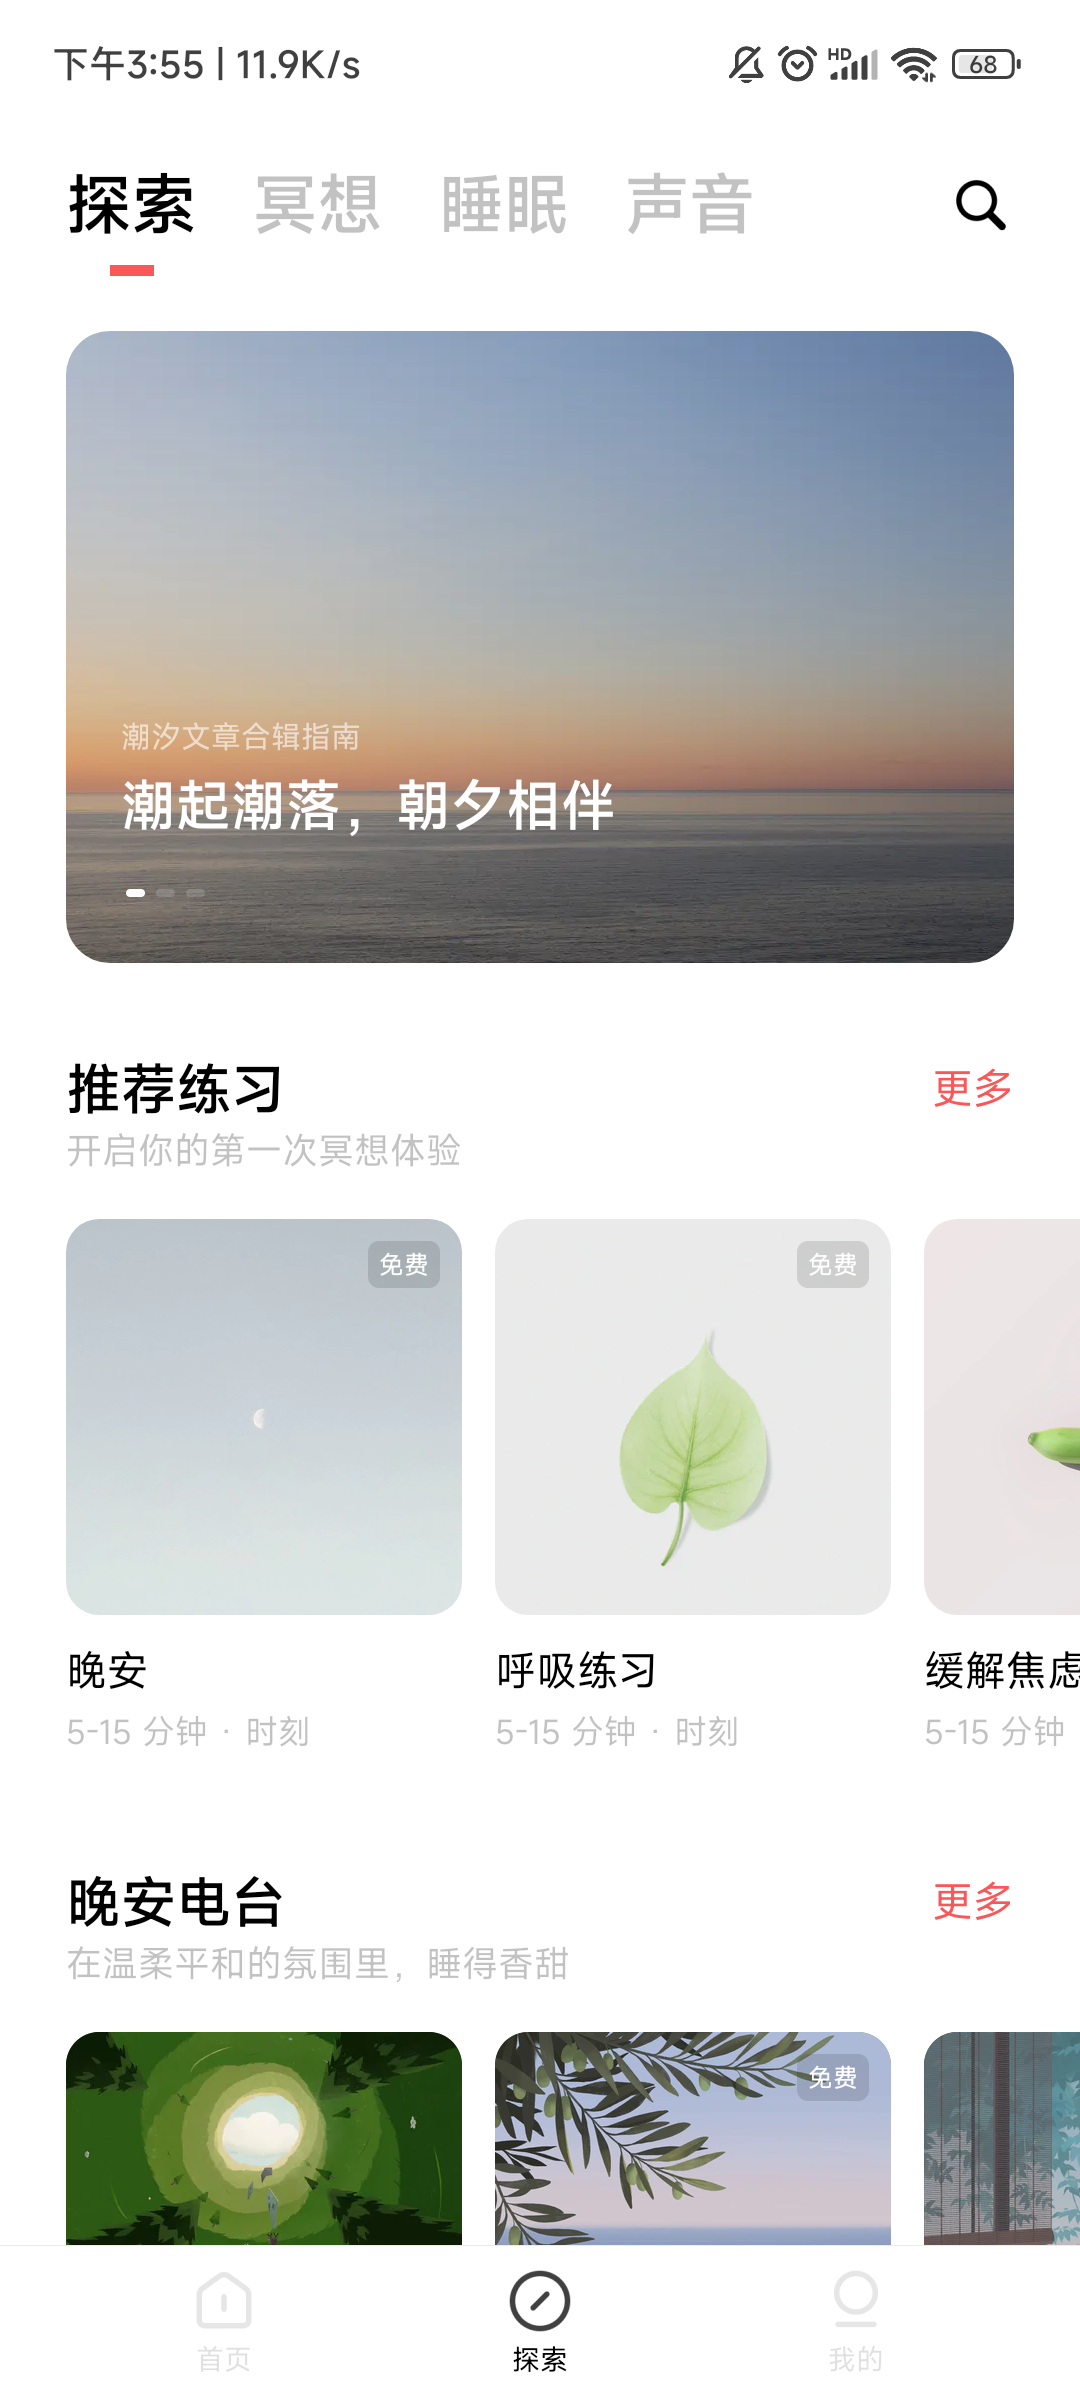 下午3:55 | 11.9K/s
HD
68
探索 冥想 睡眠 声音
潮汐文章合辑指南
潮起潮落，朝夕相伴
推荐练习 更多
开启你的第一次冥想体验
免费 免费
晚安 呼吸练习 缓解焦虑
5-15 分钟 · 时刻 5-15 分钟 · 时刻 5-15 分钟
晚安电台 更多
在温柔平和的氛围里，睡得香甜
免费
首页 探索 我的